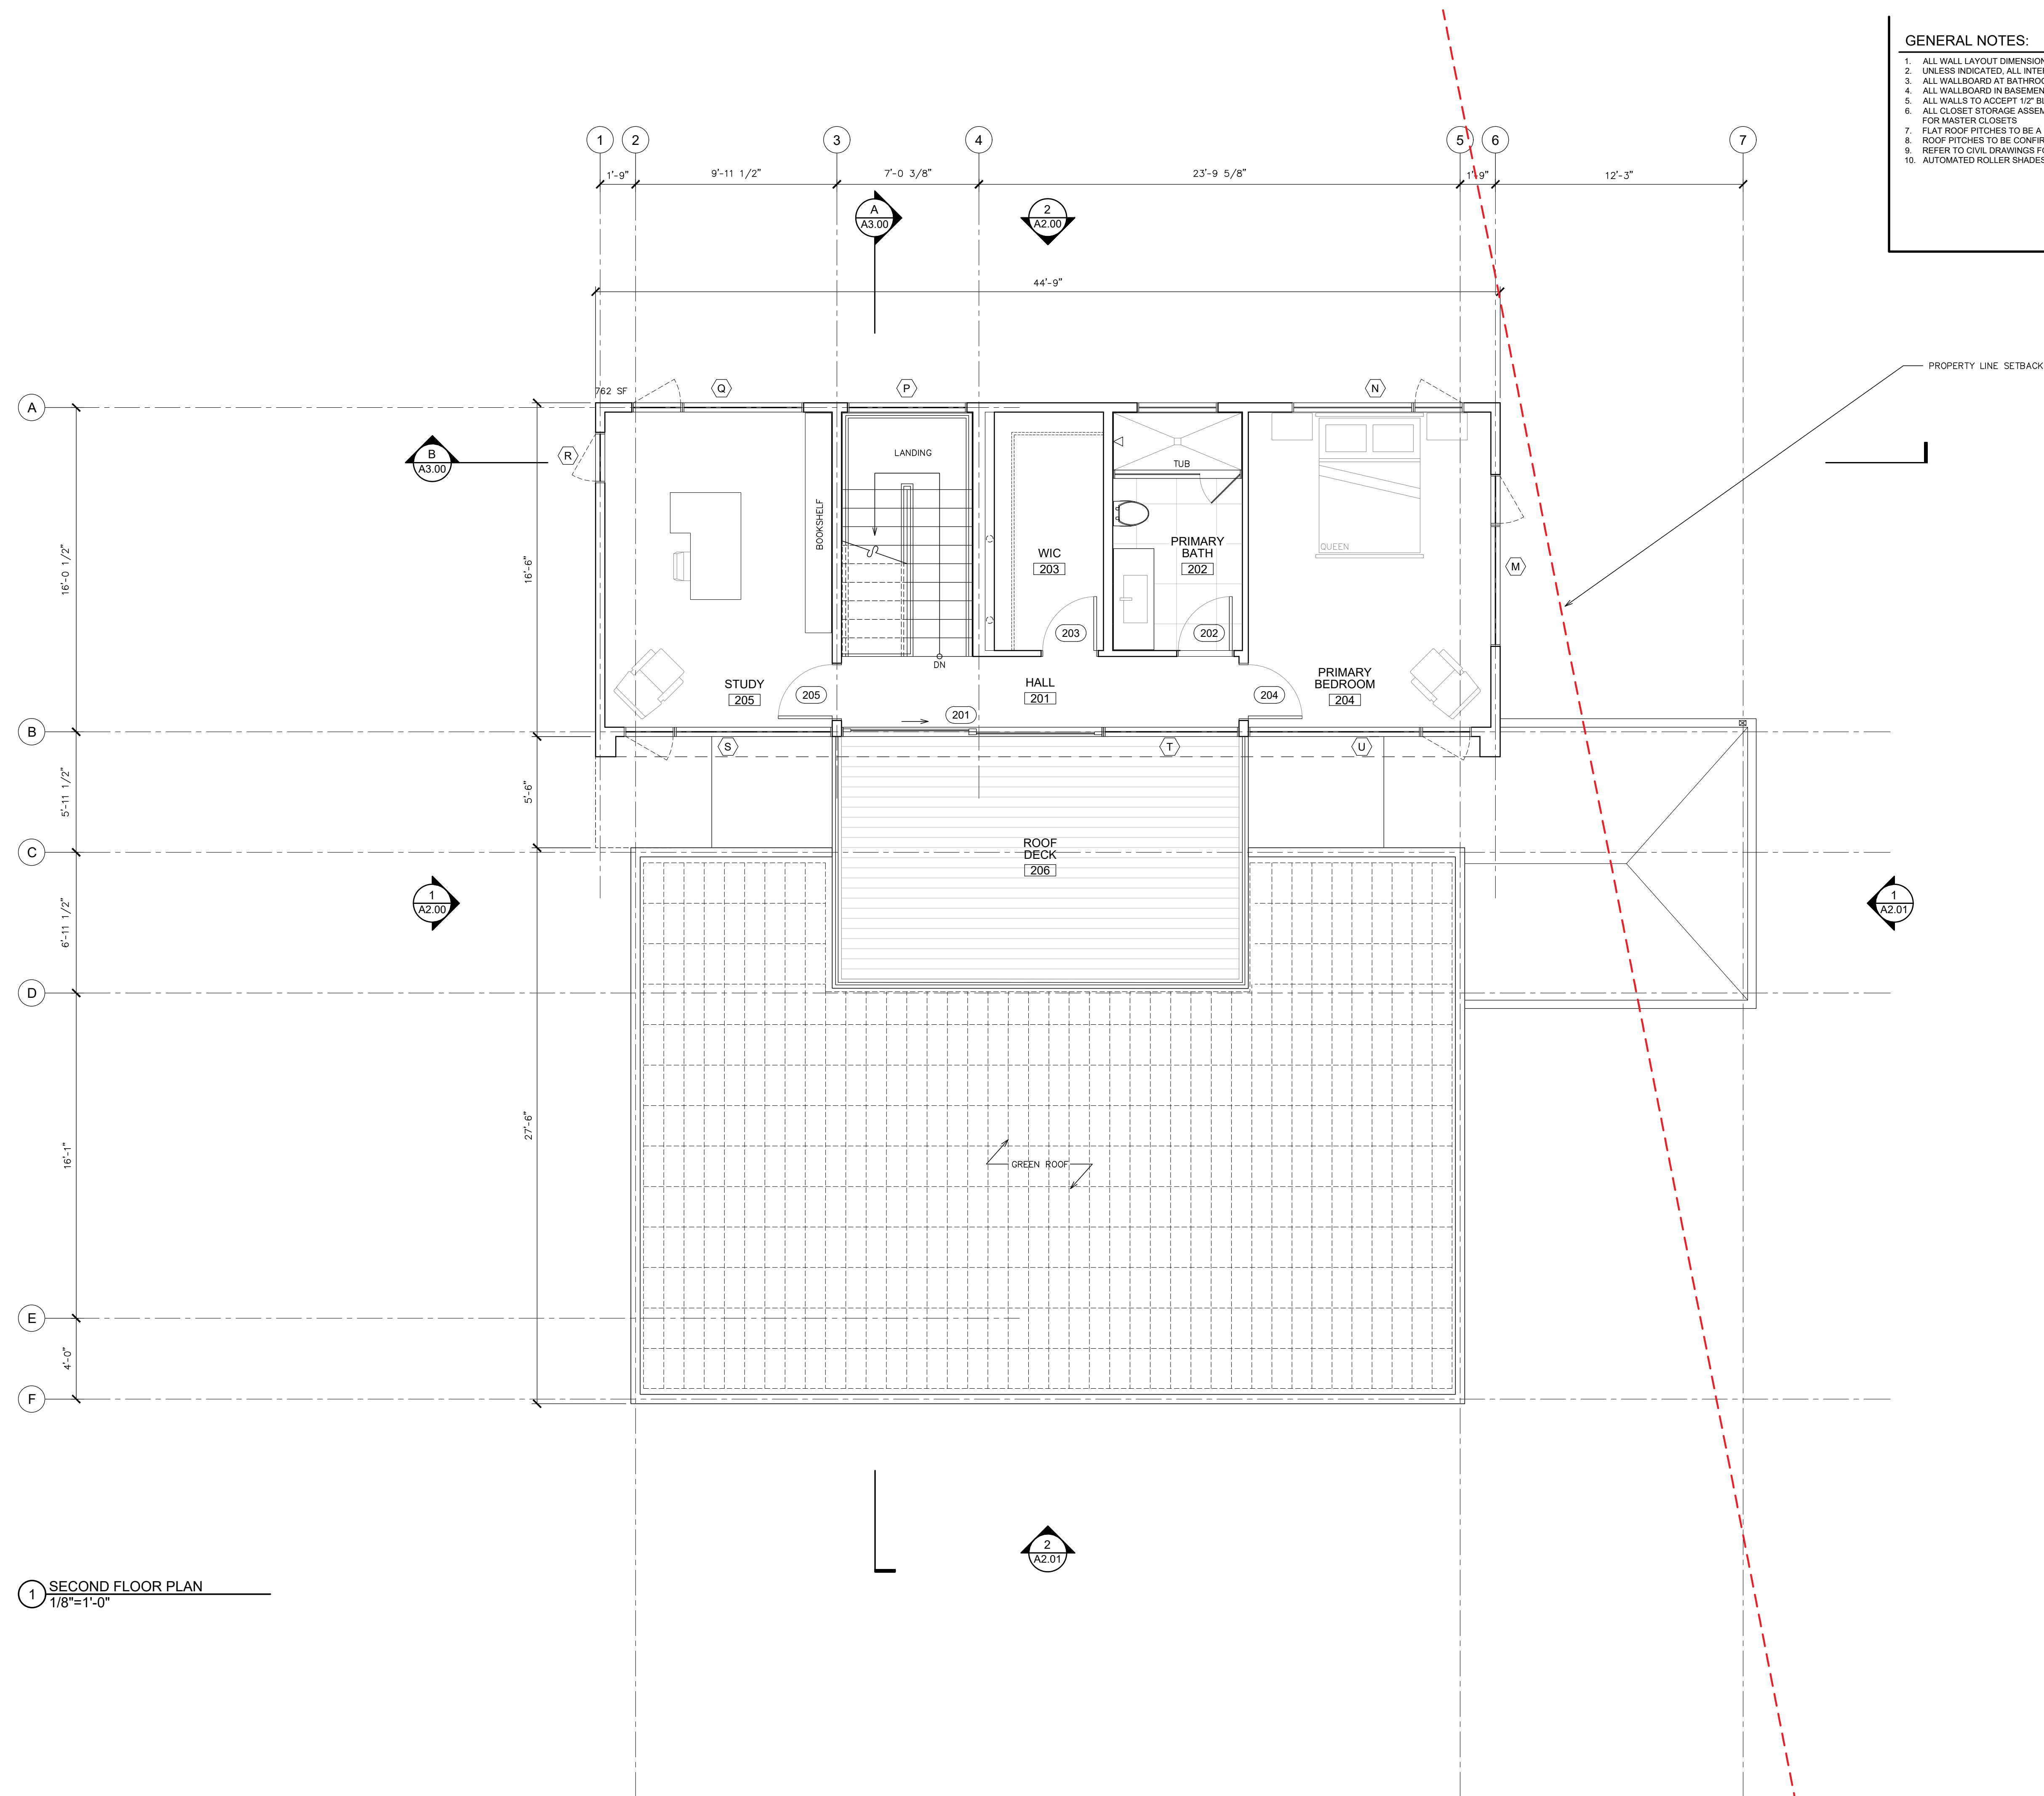 GENERAL NOTES:
1. ALL WALL LAYOUT DIMENSION
2. UNLESS INDICATED, ALL INTE
3. ALL WALLBOARD AT BATHROO
4. ALL WALLBOARD IN BASEMEN
5. ALL WALLS TO ACCEPT 1/2" BL
6. ALL CLOSET STORAGE ASSEM
FOR MASTER CLOSETS
7. FLAT ROOF PITCHES TO BE A
8. ROOF PITCHES TO BE CONFIR
9. REFER TO CIVIL DRAWINGS FO
10. AUTOMATED ROLLER SHADES
1 2 3 4 5 6 7
1'-9" 9'-11 1/2" 7'-0 3/8" 23'-9 5/8" 1'-9" 12'-3"
A
A3.00
2
A2.00
44'-9"
PROPERTY LINE SETBACK
762 SF
Q P N
A
B
A3.00
R
LANDING
TUB
BOOKSHELF
QUEEN
PRIMARY
BATH
202
WIC
203
M
16'-0 1/2"
16'-6"
203
202
DN
STUDY
205
205
HALL
201
201
PRIMARY
BEDROOM
204
204
B
S T U
5'-11 1/2"
5'-6"
C
ROOF
DECK
206
1
A2.00
1
A2.01
6'-11 1/2"
D
27'-6"
16'-1"
GREEN ROOF
E
4'-0"
F
2
A2.01
1
SECOND FLOOR PLAN
1/8"=1'-0"